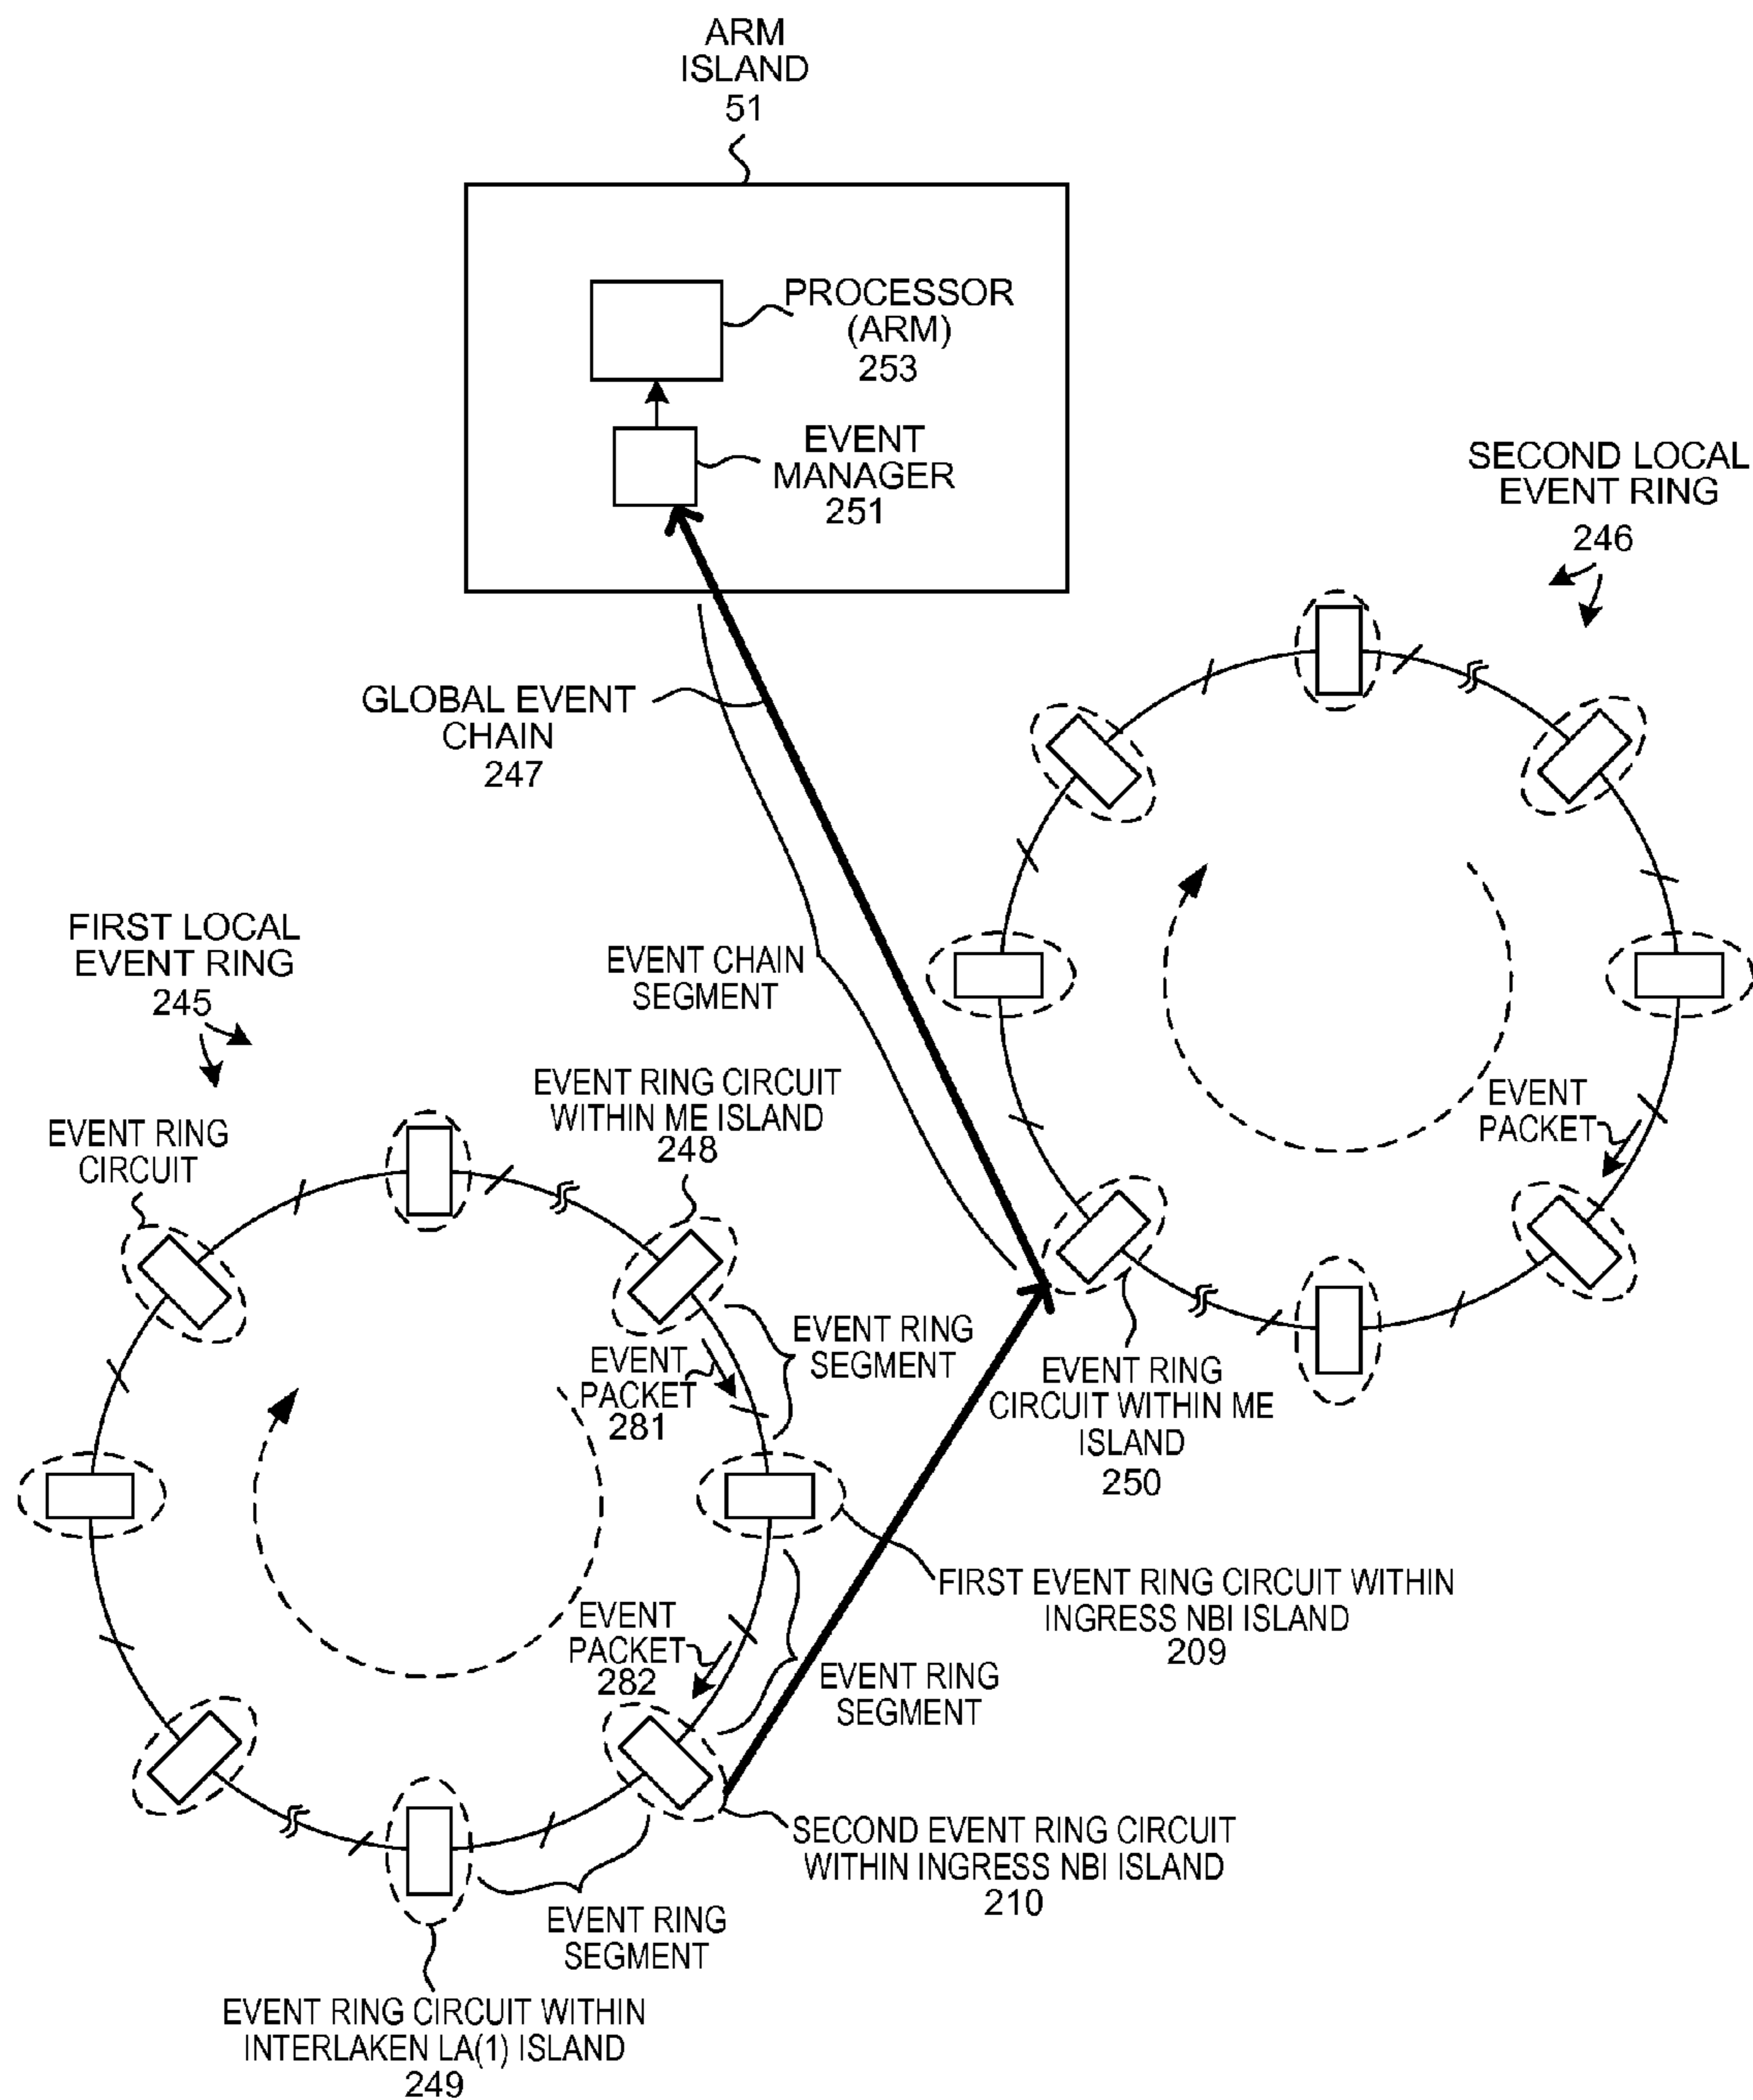 ARM
ISLAND
51
PROCESSOR
(ARM)
253
EVENT
MANAGER
251
SECOND LOCAL
EVENT RING
246
GLOBAL EVENT
CHAIN
247
FIRST LOCAL
EVENT RING
245
EVENT CHAIN
SEGMENT
EVENT RING CIRCUIT
WITHIN ME ISLAND
248
EVENT
PACKET
EVENT RING
CIRCUIT
EVENT RING
SEGMENT
EVENT
PACKET
281
EVENT RING
CIRCUIT WITHIN ME
ISLAND
250
FIRST EVENT RING CIRCUIT WITHIN
INGRESS NBI ISLAND
209
EVENT
PACKET
282
EVENT RING
SEGMENT
SECOND EVENT RING CIRCUIT
WITHIN INGRESS NBI ISLAND
210
EVENT RING
SEGMENT
EVENT RING CIRCUIT WITHIN
INTERLAKEN LA(1) ISLAND
249